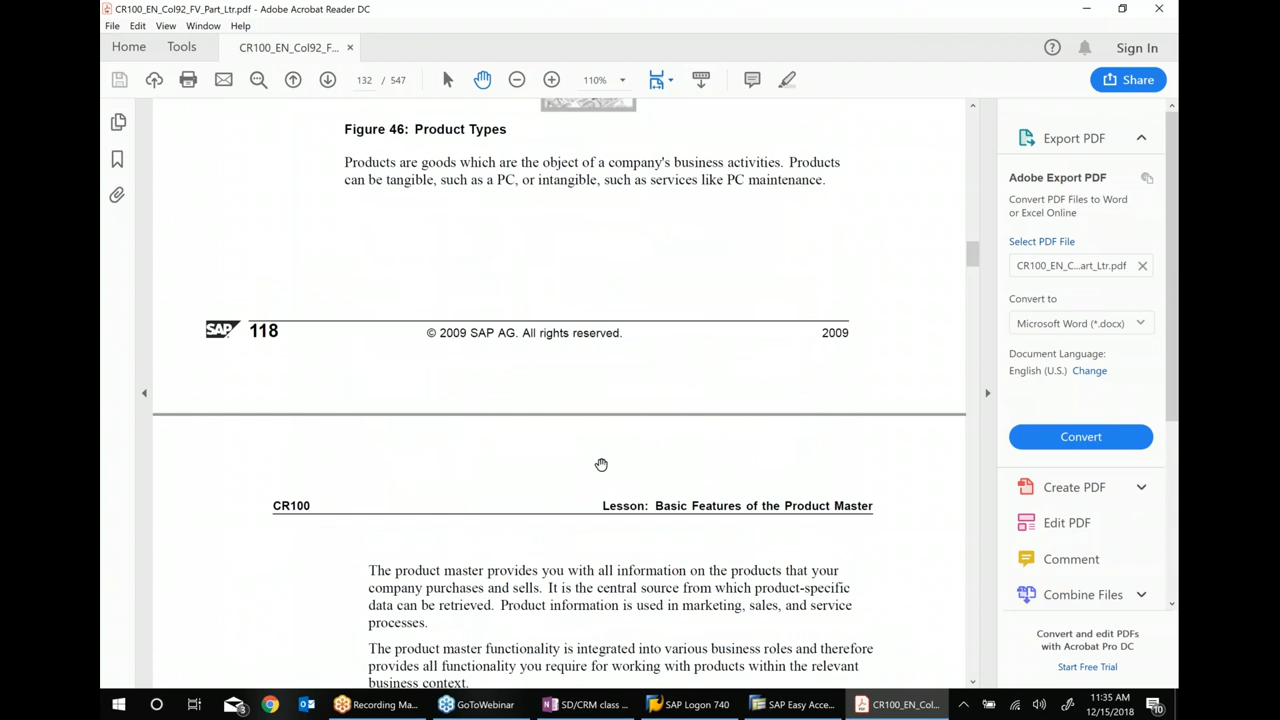 CR100_EN_Col92_FV_Part_Ltr.pdf - Adobe Acrobat Reader DC
File Edit View Window Help
Home Tools CR100_EN_Col92_F... × Sign In
132 / 547 110% Share
Figure 46: Product Types
Products are goods which are the object of a company's business activities. Products
can be tangible, such as a PC, or intangible, such as services like PC maintenance.
SAP 118 © 2009 SAP AG. All rights reserved. 2009
CR100 Lesson: Basic Features of the Product Master
The product master provides you with all information on the products that your
company purchases and sells. It is the central source from which product-specific
data can be retrieved. Product information is used in marketing, sales, and service
processes.
The product master functionality is integrated into various business roles and therefore
provides all functionality you require for working with products within the relevant
business context.
Export PDF
Adobe Export PDF
Convert PDF Files to Word
or Excel Online
Select PDF File
CR100_EN_C...art_Ltr.pdf
Convert to
Microsoft Word (*.docx)
Document Language:
English (U.S.) Change
Convert
Create PDF
Edit PDF
Comment
Combine Files
Convert and edit PDFs
with Acrobat Pro DC
Start Free Trial
Recording Ma... GoToWebinar SD/CRM class ... SAP Logon 740 SAP Easy Acce... CR100_EN_Col...
11:35 AM
12/15/2018